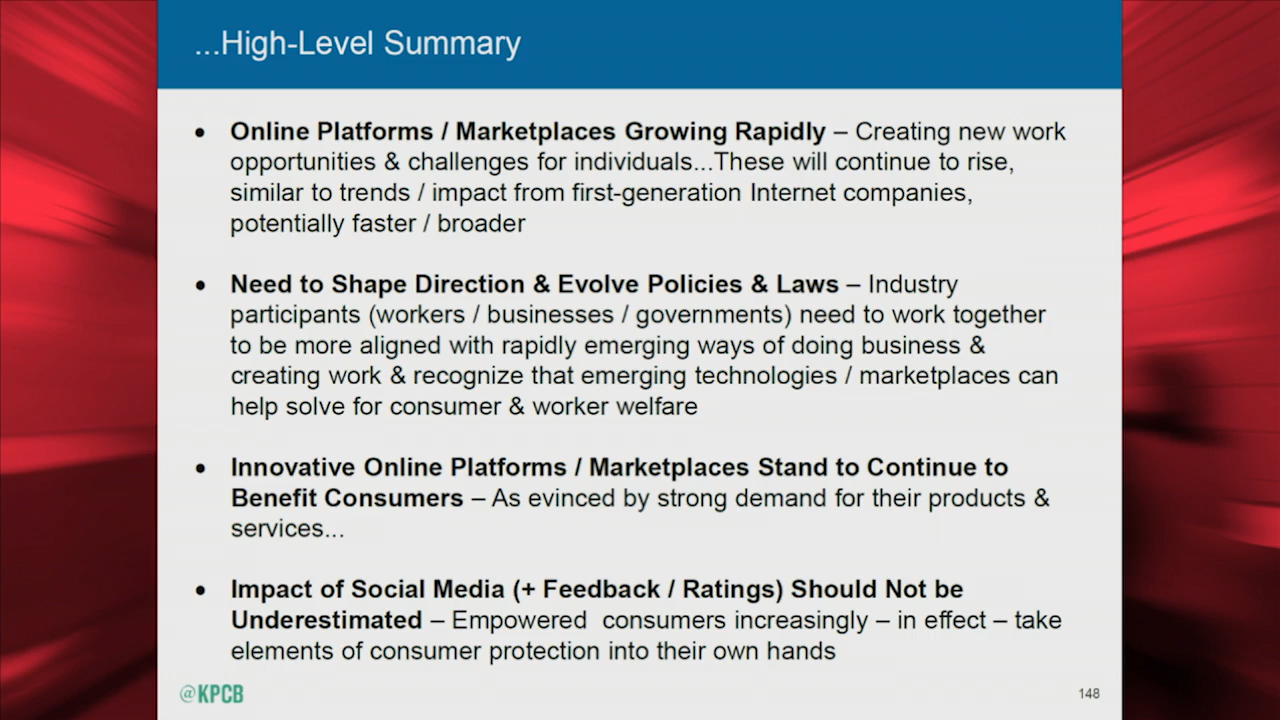 ...High-Level Summary
• Online Platforms / Marketplaces Growing Rapidly – Creating new work
opportunities & challenges for individuals...These will continue to rise,
similar to trends / impact from first-generation Internet companies,
potentially faster / broader
• Need to Shape Direction & Evolve Policies & Laws – Industry
participants (workers / businesses / governments) need to work together
to be more aligned with rapidly emerging ways of doing business &
creating work & recognize that emerging technologies / marketplaces can
help solve for consumer & worker welfare
• Innovative Online Platforms / Marketplaces Stand to Continue to
Benefit Consumers – As evinced by strong demand for their products &
services...
• Impact of Social Media (+ Feedback / Ratings) Should Not be
Underestimated – Empowered  consumers increasingly – in effect – take
elements of consumer protection into their own hands
@KPCB
148